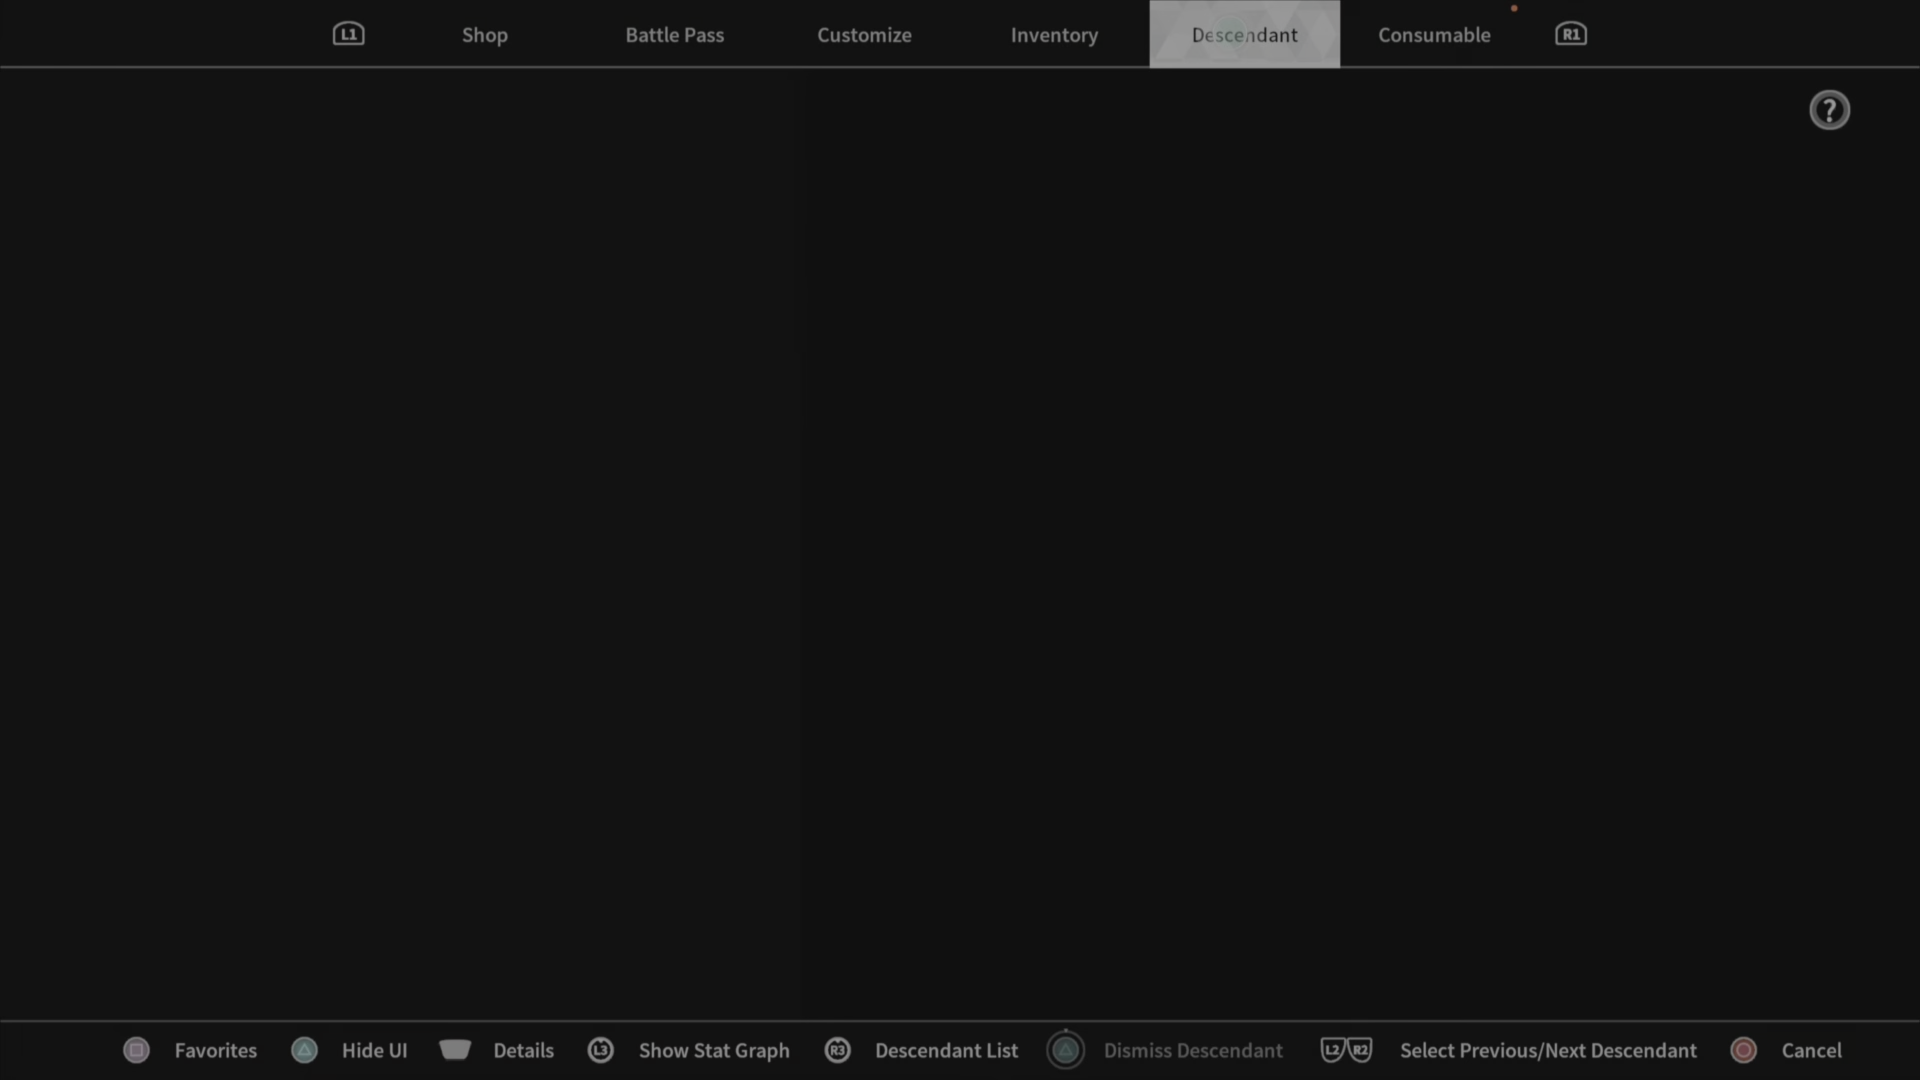 L1 Shop Battle Pass Customize Inventory Descendant Consumable R1
?
Favorites Hide UI Details L3 Show Stat Graph R3 Descendant List Dismiss Descendant L2 R2 Select Previous/Next Descendant Cancel